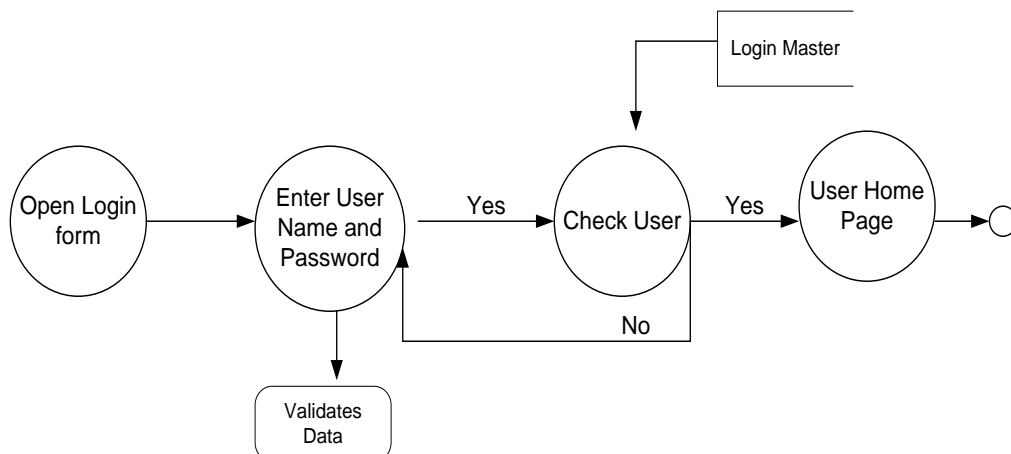 Login Master
Open Login
form
Enter User
Name and
Password
Yes
Check User
Yes
User Home
Page
No
Validates
Data